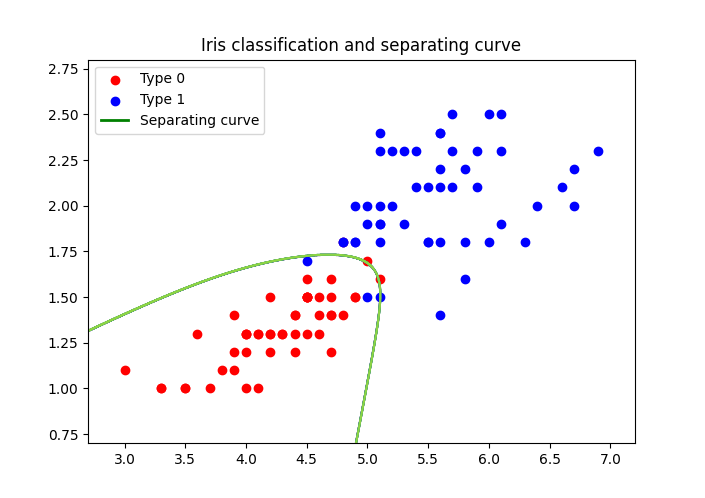 Iris classification and separating curve
Type 0
Type 1
Separating curve
2.75
2.50
2.25
2.00
1.75
1.50
1.25
1.00
0.75
3.0 3.5 4.0 4.5 5.0 5.5 6.0 6.5 7.0